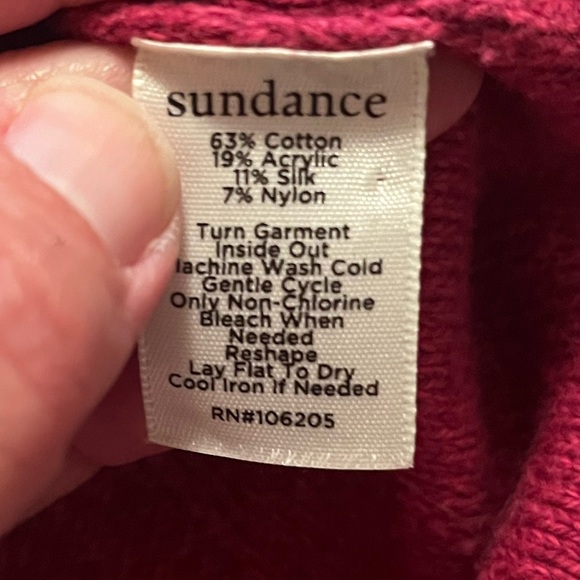 sundance
63% Cotton
19% Acrylic
11% Silk
7% Nylon
Turn Garment
Inside Out
achine Wash Cold
Gentle Cycle
Only Non-Chlorine
Bleach When
Needed
Reshape
Lay Flat To Dry
Cool Iron If Needed
RN#106205